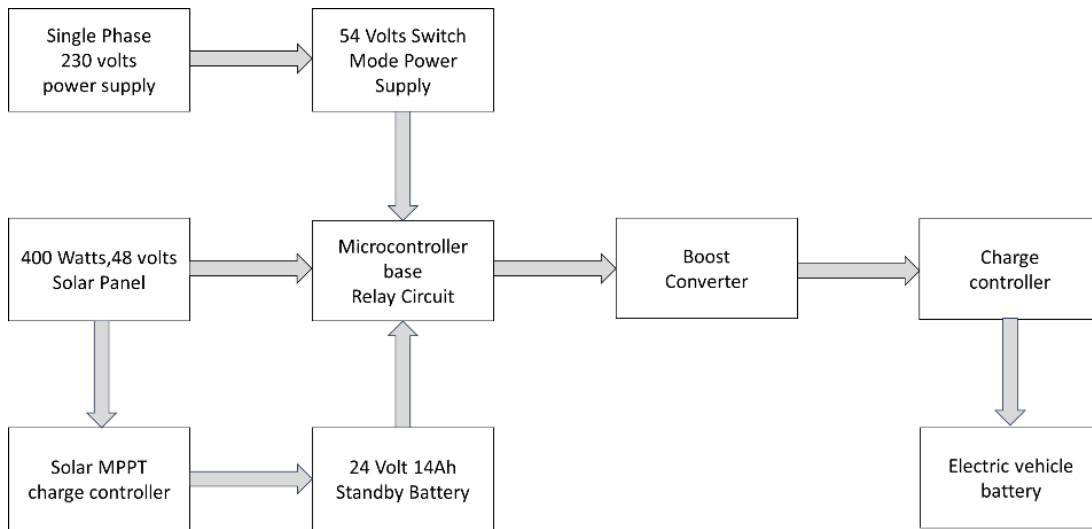 Single Phase
230 volts
power supply
54 Volts Switch
Mode Power
Supply
400 Watts,48 volts
Solar Panel
Microcontroller
base
Relay Circuit
Boost
Converter
Charge
controller
Solar MPPT
charge controller
24 Volt 14Ah
Standby Battery
Electric vehicle
battery